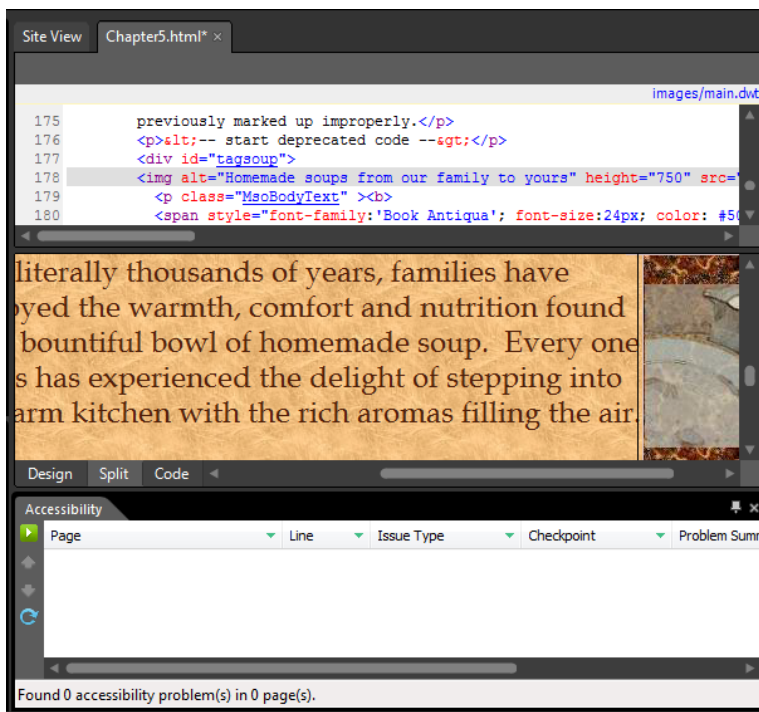 Site View Chapter5.html* ×
images/main.dwt
175 previously marked up improperly.</p>
176 <p>&lt;-- start deprecated code --&gt;</p>
177 <div id="tagsoup">
178 <img alt="Homemade soups from our family to yours" height="750" src="
179 <p class="MsoBodyText" ><b>
180 <span style="font-family:'Book Antiqua'; font-size:24px; color: #50
literally thousands of years, families have
oyed the warmth, comfort and nutrition found
bountiful bowl of homemade soup. Every one
s has experienced the delight of stepping into
arm kitchen with the rich aromas filling the air.
Design Split Code
Accessibility
Page Line Issue Type Checkpoint Problem Summ
Found 0 accessibility problem(s) in 0 page(s).